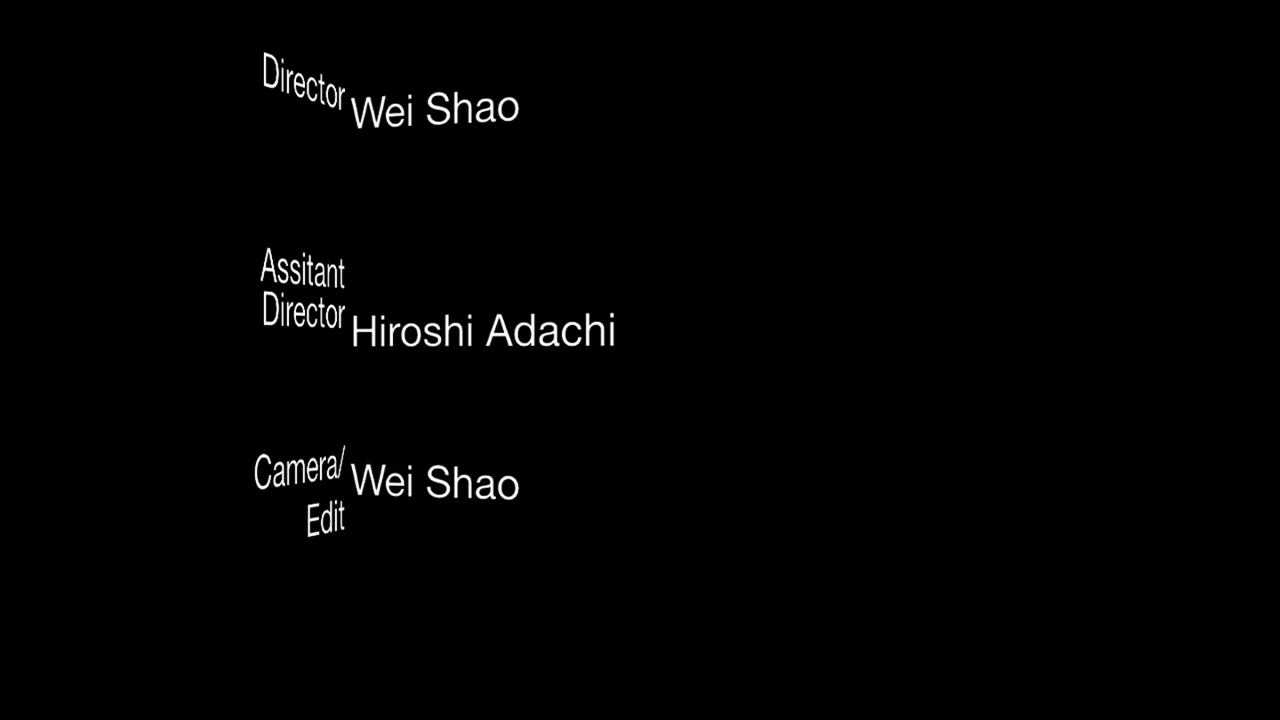 Director Wei Shao
Assitant
Director Hiroshi Adachi
Camera/ Wei Shao
Edit